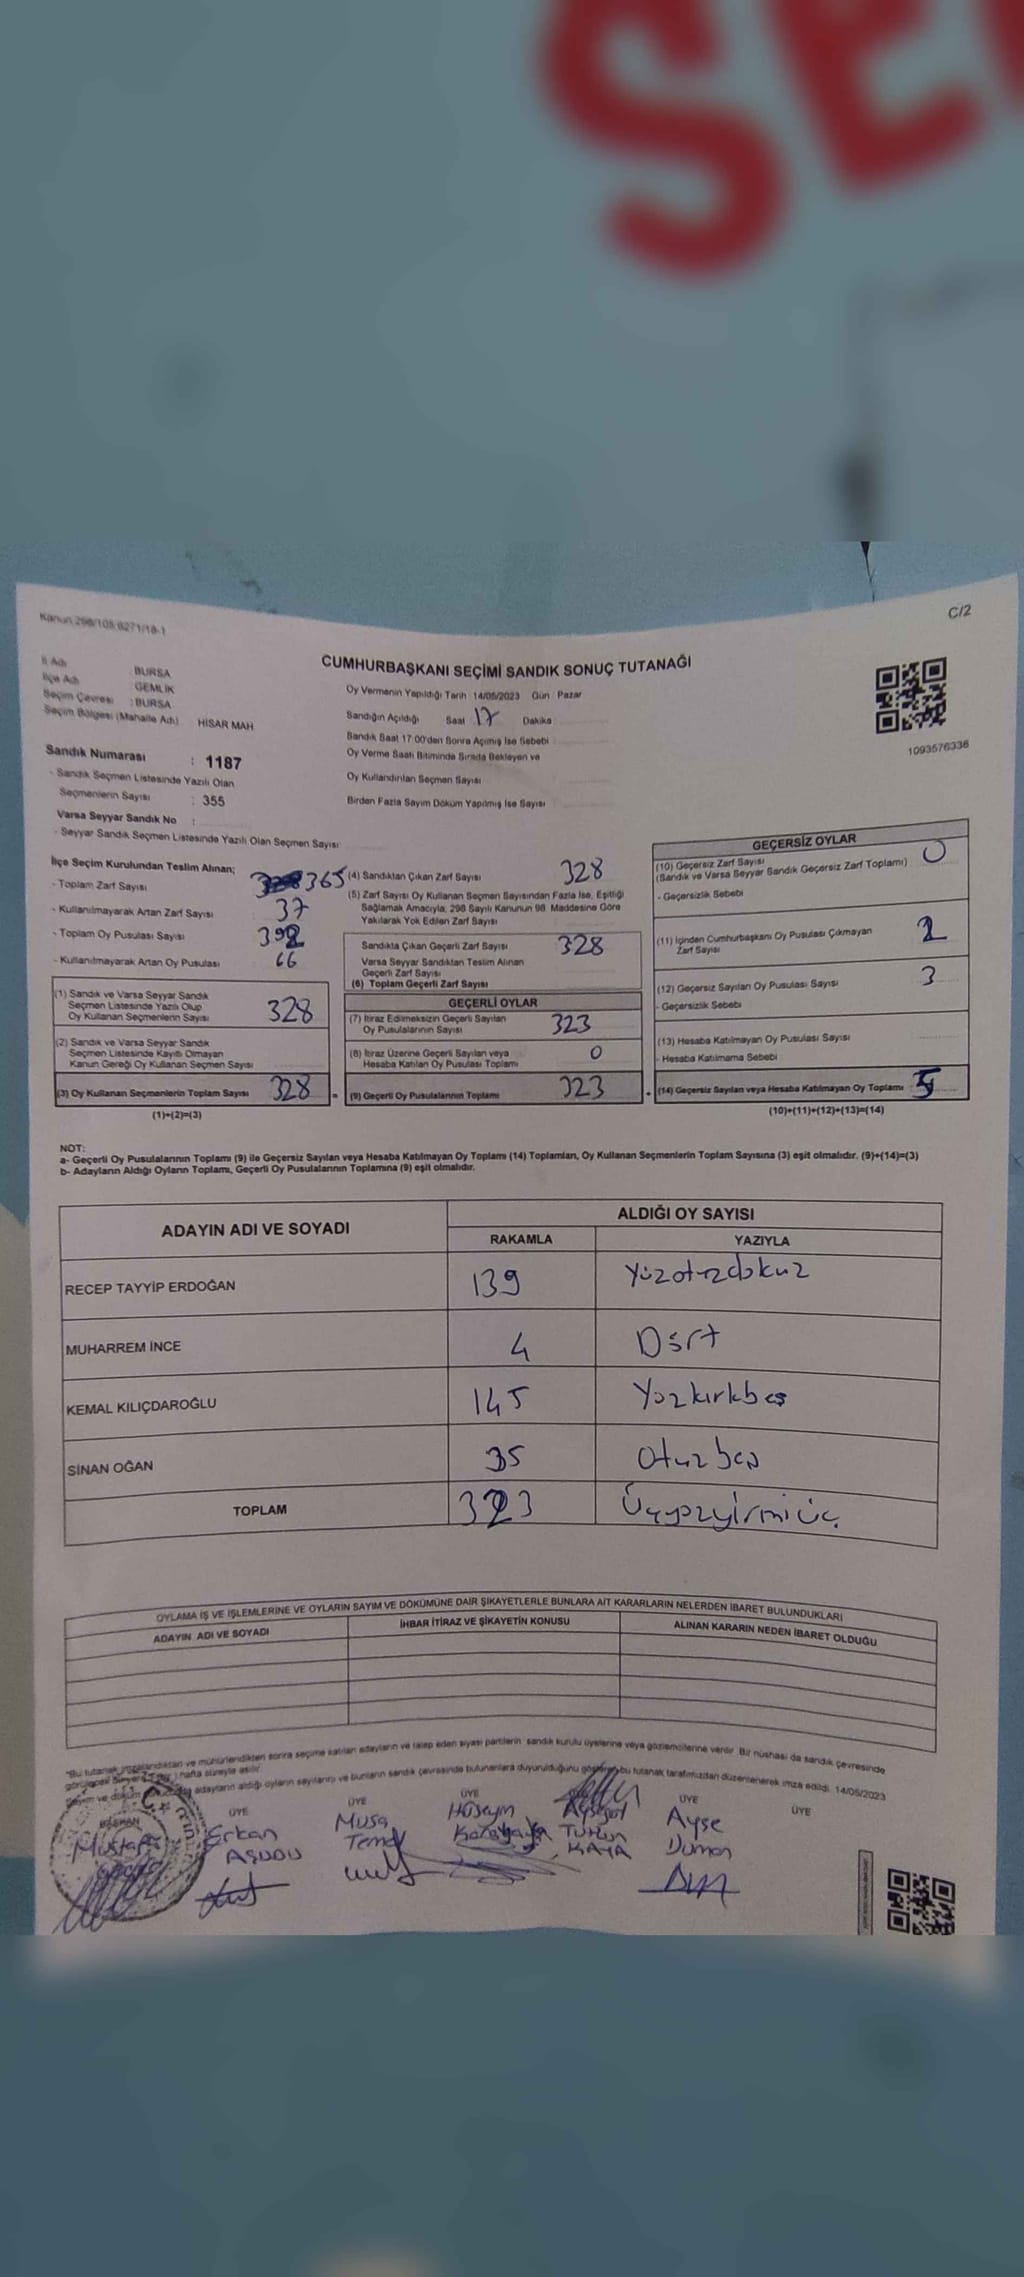 SE
Kanun 298/105 6271/18-1
C/2
CUMHURBAŞKANI SEÇİMİ SANDIK SONUÇ TUTANAĞI
İl Adı : BURSA
İlçe Adı : GEMLİK
Seçim Çevresi : BURSA
Seçim Bölgesi (Mahalle Adı) HİSAR MAH
Oy Vermenin Yapıldığı Tarih 14/05/2023 Gün : Pazar
Sandığın Açıldığı Saat 17 Dakika
Sandık Saat 17:00'den Sonra Açılmış İse Sebebi
Oy Verme Saati Bitiminde Sırada Bekleyen ve
Oy Kullandırılan Seçmen Sayısı
Birden Fazla Sayım Döküm Yapılmış İse Sayısı
1093576336
Sandık Numarası : 1187
- Sandık Seçmen Listesinde Yazılı Olan
Seçmenlerin Sayısı : 355
Varsa Seyyar Sandık No :
- Seyyar Sandık Seçmen Listesinde Yazılı Olan Seçmen Sayısı
İlçe Seçim Kurulundan Teslim Alınan;
- Toplam Zarf Sayısı 365
- Kullanılmayarak Artan Zarf Sayısı 37
- Toplam Oy Pusulası Sayısı
- Kullanılmayarak Artan Oy Pusulası 66
(1) Sandık ve Varsa Seyyar Sandık
Seçmen Listesinde Yazılı Olup
Oy Kullanan Seçmenlerin Sayısı 328
(2) Sandık ve Varsa Seyyar Sandık
Seçmen Listesinde Kayıtlı Olmayan
Kanun Gereği Oy Kullanan Seçmen Sayısı
(3) Oy Kullanan Seçmenlerin Toplam Sayısı 328
(1)+(2)=(3)
(4) Sandıktan Çıkan Zarf Sayısı 328
(5) Zarf Sayısı Oy Kullanan Seçmen Sayısından Fazla İse, Eşitliği
Sağlamak Amacıyla, 298 Sayılı Kanunun 98. Maddesine Göre
Yakılarak Yok Edilen Zarf Sayısı
Sandıkta Çıkan Geçerli Zarf Sayısı 328
Varsa Seyyar Sandıktan Teslim Alınan
Geçerli Zarf Sayısı
(6) Toplam Geçerli Zarf Sayısı
GEÇERLİ OYLAR
(7) İtiraz Edilmeksizin Geçerli Sayılan
Oy Pusulalarının Sayısı 323
(8) İtiraz Üzerine Geçerli Sayılan veya
Hesaba Katılan Oy Pusulası Toplamı 0
(9) Geçerli Oy Pusulalarının Toplamı 323
GEÇERSİZ OYLAR
(10) Geçersiz Zarf Sayısı 0
(Sandık ve Varsa Seyyar Sandık Geçersiz Zarf Toplamı)
- Geçersizlik Sebebi
(11) İçinden Cumhurbaşkanı Oy Pusulası Çıkmayan
Zarf Sayısı 2
(12) Geçersiz Sayılan Oy Pusulası Sayısı 3
- Geçersizlik Sebebi
(13) Hesaba Katılmayan Oy Pusulası Sayısı
- Hesaba Katılmama Sebebi
(14) Geçersiz Sayılan veya Hesaba Katılmayan Oy Toplamı 5
(10)+(11)+(12)+(13)=(14)
NOT:
a- Geçerli Oy Pusulalarının Toplamı (9) ile Geçersiz Sayılan veya Hesaba Katılmayan Oy Toplamı (14) Toplamları, Oy Kullanan Seçmenlerin Toplam Sayısına (3) eşit olmalıdır. (9)+(14)=(3)
b- Adayların Aldığı Oyların Toplamı, Geçerli Oy Pusulalarının Toplamına (9) eşit olmalıdır.
ADAYIN ADI VE SOYADI
ALDIĞI OY SAYISI
RAKAMLA YAZIYLA
RECEP TAYYİP ERDOĞAN 139 Yüzotuzdokuz
MUHARREM İNCE 4 Dört
KEMAL KILIÇDAROĞLU 145 Yüzkırkbeş
SİNAN OĞAN 35 Otuzbeş
TOPLAM 323 Üçyüzyirmiüç
OYLAMA İŞ VE İŞLEMLERİNE VE OYLARIN SAYIM VE DÖKÜMÜNE DAİR ŞİKAYETLERLE BUNLARA AİT KARARLARIN NELERDEN İBARET BULUNDUKLARI
ADAYIN ADI VE SOYADI İHBAR İTİRAZ VE ŞİKAYETİN KONUSU ALINAN KARARIN NEDEN İBARET OLDUĞU
"Bu tutanak imzalandıktan ve mühürlendikten sonra seçime katılan adayların ve talep eden siyasi partilerin sandık kurulu üyelerine veya gözlemcilerine verilir. Bir nüshası da sandık çevresinde
hafta süreyle asılır.
adayların aldığı oyların sayılarını ve bunların sandık çevresinde bulunanlara duyurulduğunu gösteren bu tutanak tarafımızdan düzenlenerek imza edildi. 14/05/2023
BAŞKAN ÜYE ÜYE ÜYE ÜYE ÜYE
Mustafa
Erkan
Musa
Hüseyin
Ayşegül
KAYA
Ayşe
Duman